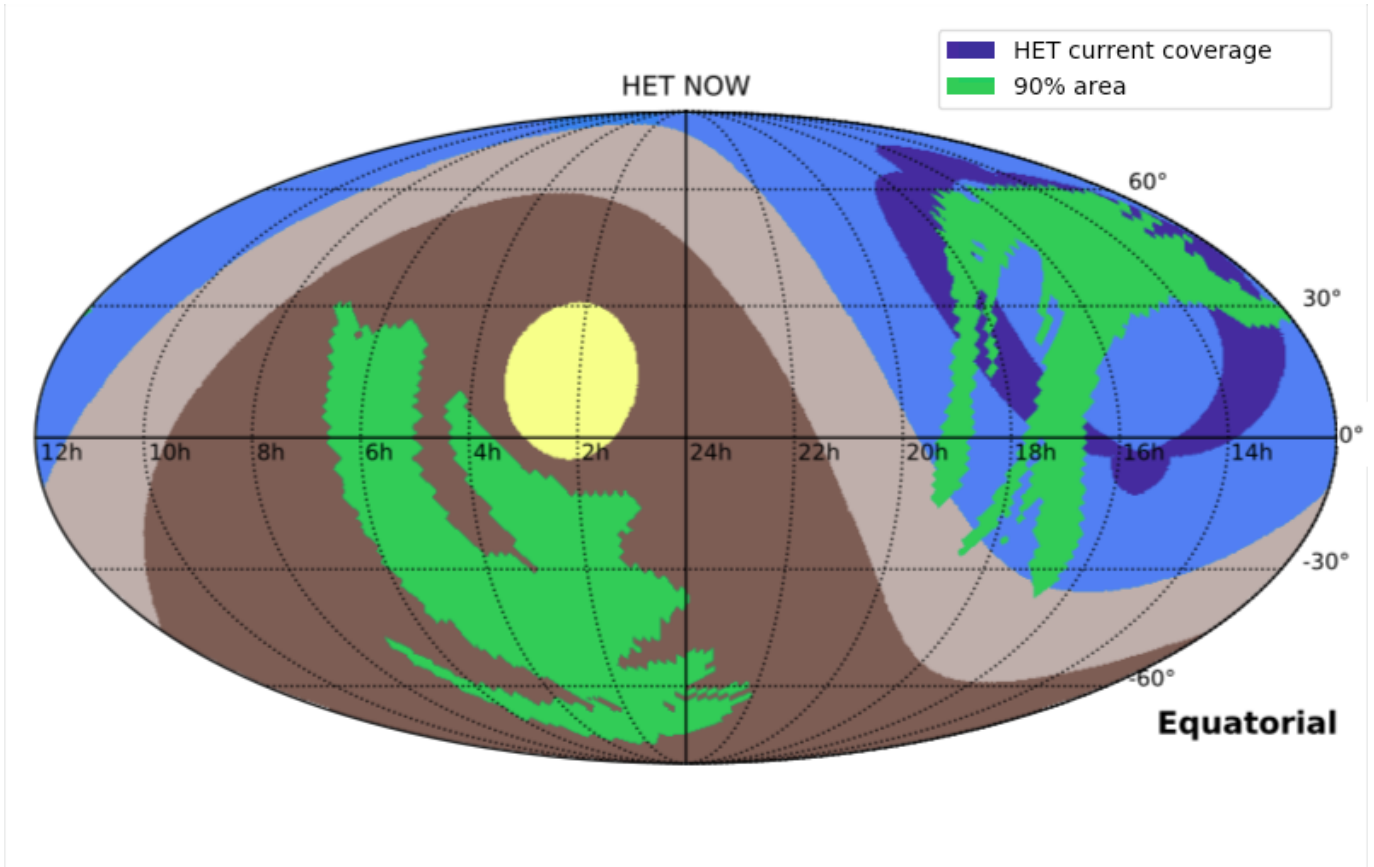 HET current coverage
90% area
HET NOW
60°
30°
12h 10h 8h 6h 4h 2h 24h 22h 20h 18h 16h 14h 0°
-30°
-60°
Equatorial